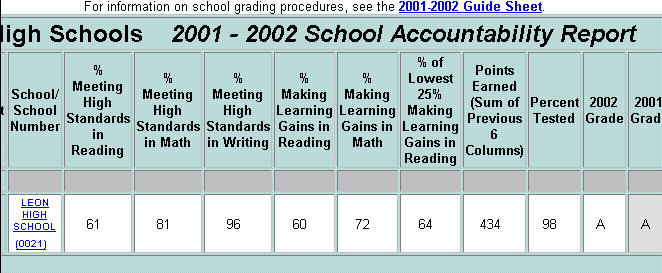 For information on school grading procedures, see the 2001-2002 Guide Sheet.
igh Schools 2001 - 2002 School Accountability Report
t
School/
School
Number
%
Meeting
High
Standards
in
Reading
%
Meeting
High
Standards
in Math
%
Meeting
High
Standards
in Writing
%
Making
Learning
Gains in
Reading
%
Making
Learning
Gains in
Math
% of
Lowest
25%
Making
Learning
Gains in
Reading
Points
Earned
(Sum of
Previous
6
Columns)
Percent
Tested
2002
Grade
2001
Grad
LEON
HIGH
SCHOOL
(0021)
61
81
96
60
72
64
434
98
A
A